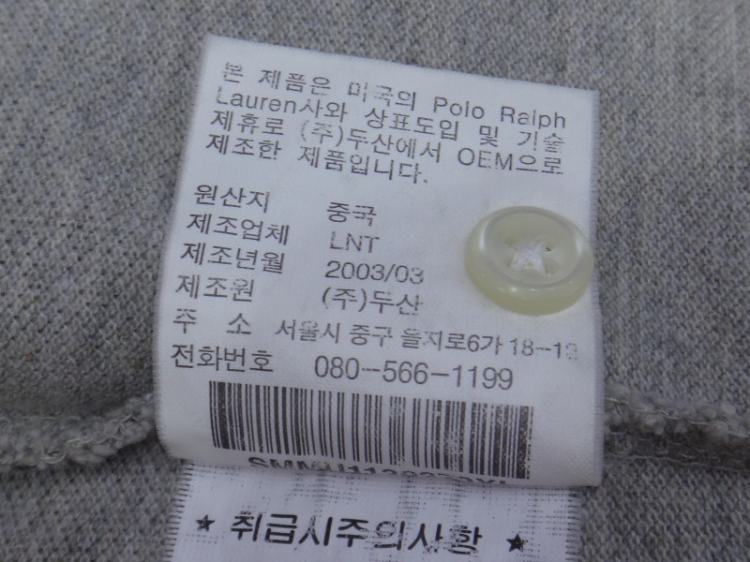 본 제품은 미국의 Polo Ralph
Lauren사와 상표도입 및 기술
제휴로 (주)두산에서 OEM으로
제조한 제품입니다.
원산지 중국
제조업체 LNT
제조년월 2003/03
제조원 (주)두산
주 소 서울시 중구 을지로6가 18-12
전화번호 080-566-1199
★ 취급시주의사항 ★